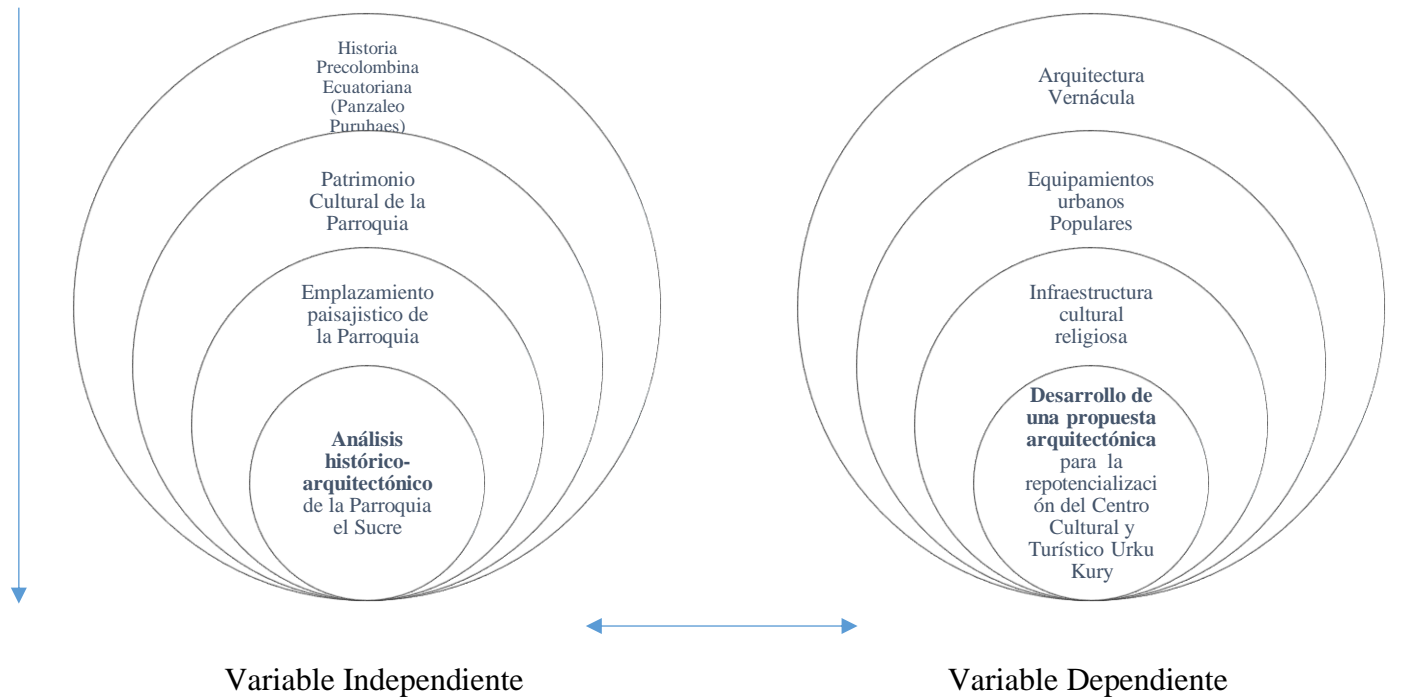 Historia
Precolombina
Ecuatoriana
(Panzaleo
Puruhaes)
Patrimonio
Cultural de la
Parroquia
Emplazamiento
paisajistico de
la Parroquia
Análisis
histórico-
arquitectónico
de la Parroquia
el Sucre
Arquitectura
Vernácula
Equipamientos
urbanos
Populares
Infraestructura
cultural
religiosa
Desarrollo de
una propuesta
arquitectónica
para la
repotencializaci
ón del Centro
Cultural y
Turístico Urku
Kury
Variable Independiente
Variable Dependiente